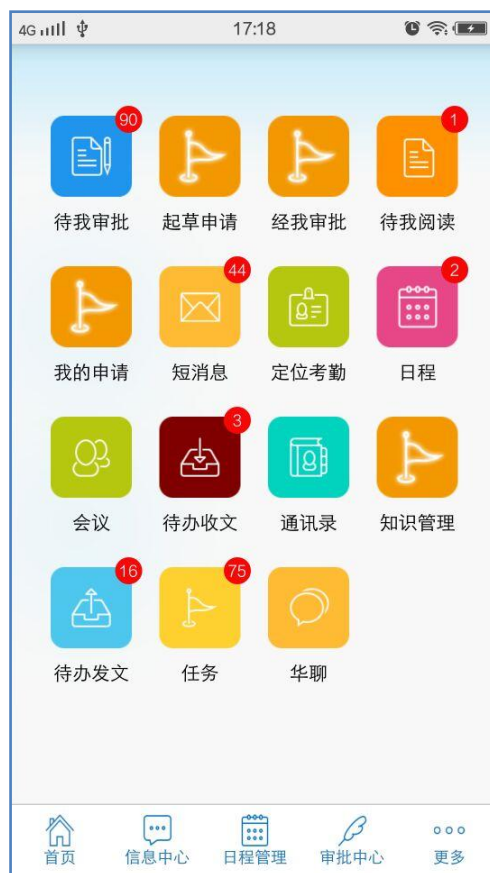 4G 17:18
90 1
待我审批 起草申请 经我审批 待我阅读
44 2
我的申请 短消息 定位考勤 日程
3
会议 待办收文 通讯录 知识管理
16 75
待办发文 任务 华聊
首页 信息中心 日程管理 审批中心 更多